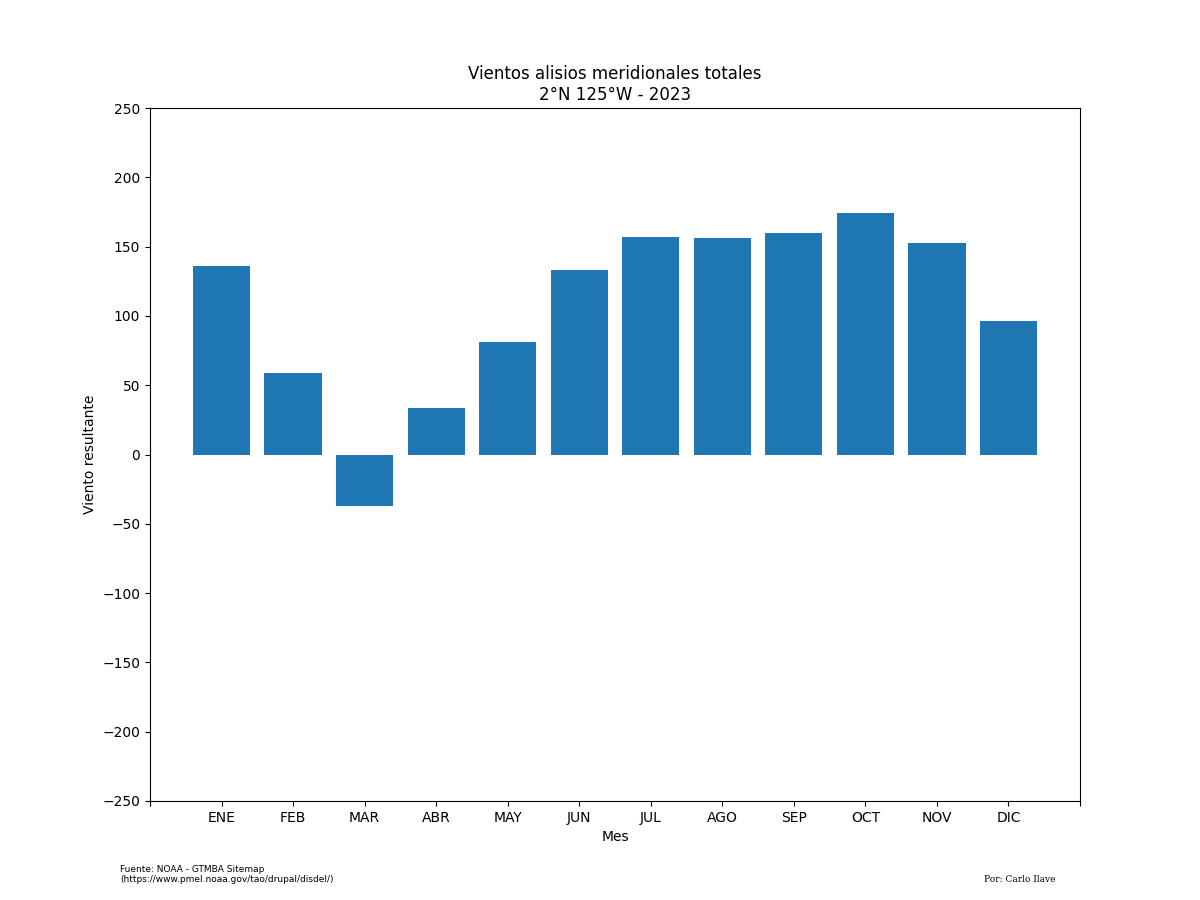 Vientos alisios meridionales totales
2°N 125°W - 2023
250
200
150
100
50
0
−50
−100
−150
−200
−250
Viento resultante
ENE FEB MAR ABR MAY JUN JUL AGO SEP OCT NOV DIC
Mes
Fuente: NOAA - GTMBA Sitemap
(https://www.pmel.noaa.gov/tao/drupal/disdel/)
Por: Carlo Ilave